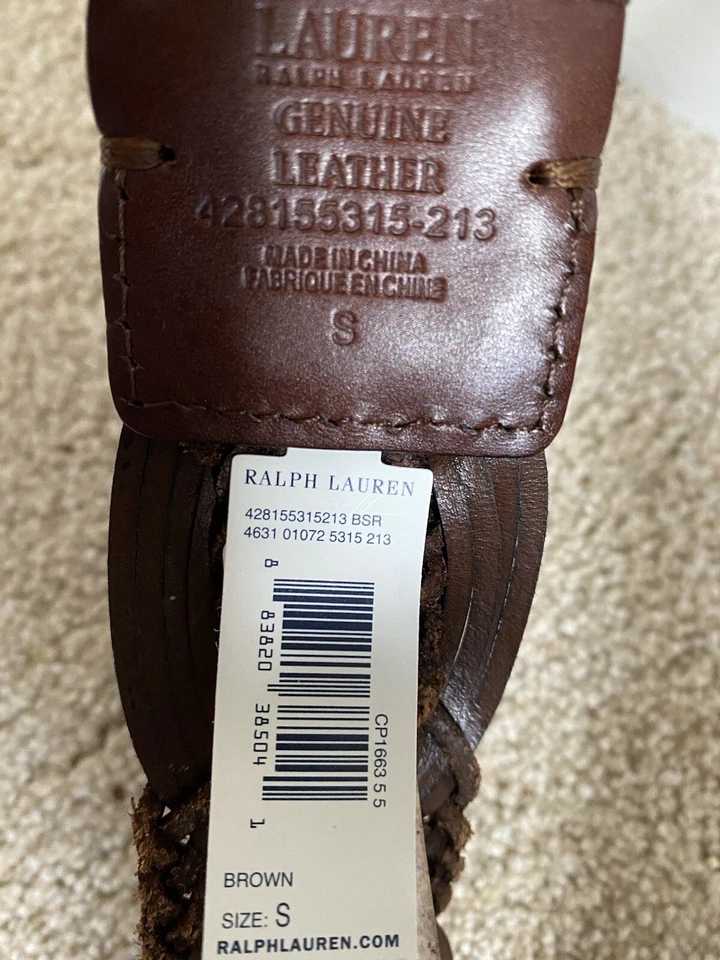 LAUREN
RALPH LAUREN
GENUINE
LEATHER
428155315-213
MADE IN CHINA
FABRIQUE EN CHINE
S
RALPH LAUREN
428155315213 BSR
4631 01072 5315 213
8 83820 38504 1
CP1663 5 5
BROWN
SIZE: S
RALPHLAUREN.COM